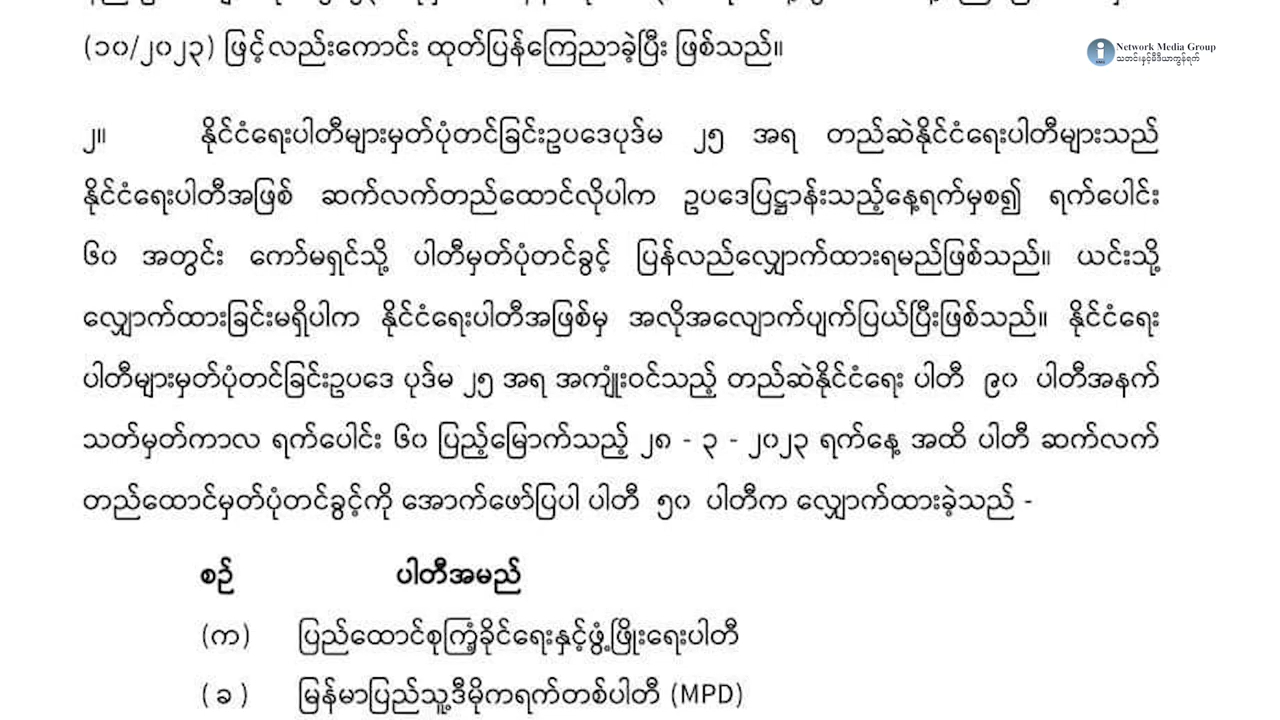 (၁၀/၂၀၂၃) ဖြင့်လည်းကောင်း ထုတ်ပြန်ကြေညာခဲ့ပြီး ဖြစ်သည်။
Network Media Group
သတင်းနှင့်မီဒီယာကွန်ရက်
၂။ နိုင်ငံရေးပါတီများမှတ်ပုံတင်ခြင်းဥပဒေပုဒ်မ ၂၅ အရ တည်ဆဲနိုင်ငံရေးပါတီများသည်
နိုင်ငံရေးပါတီအဖြစ် ဆက်လက်တည်ထောင်လိုပါက ဥပဒေပြဋ္ဌာန်းသည့်နေ့ရက်မှစ၍ ရက်ပေါင်း
၆၀ အတွင်း ကော်မရှင်သို့ ပါတီမှတ်ပုံတင်ခွင့် ပြန်လည်လျှောက်ထားရမည်ဖြစ်သည်။ ယင်းသို့
လျှောက်ထားခြင်းမရှိပါက နိုင်ငံရေးပါတီအဖြစ်မှ အလိုအလျောက်ပျက်ပြယ်ပြီးဖြစ်သည်။ နိုင်ငံရေး
ပါတီများမှတ်ပုံတင်ခြင်းဥပဒေ ပုဒ်မ ၂၅ အရ အကျုံးဝင်သည့် တည်ဆဲနိုင်ငံရေး ပါတီ ၉၀ ပါတီအနက်
သတ်မှတ်ကာလ ရက်ပေါင်း ၆၀ ပြည့်မြောက်သည့် ၂၈ - ၃ - ၂၀၂၃ ရက်နေ့ အထိ ပါတီ ဆက်လက်
တည်ထောင်မှတ်ပုံတင်ခွင့်ကို အောက်ဖော်ပြပါ ပါတီ ၅၀ ပါတီက လျှောက်ထားခဲ့သည် -
စဉ် ပါတီအမည်
(က) ပြည်ထောင်စုကြံ့ခိုင်ရေးနှင့်ဖွံ့ဖြိုးရေးပါတီ
(ခ) မြန်မာပြည်သူ့ဒီမိုကရက်တစ်ပါတီ (MPD)